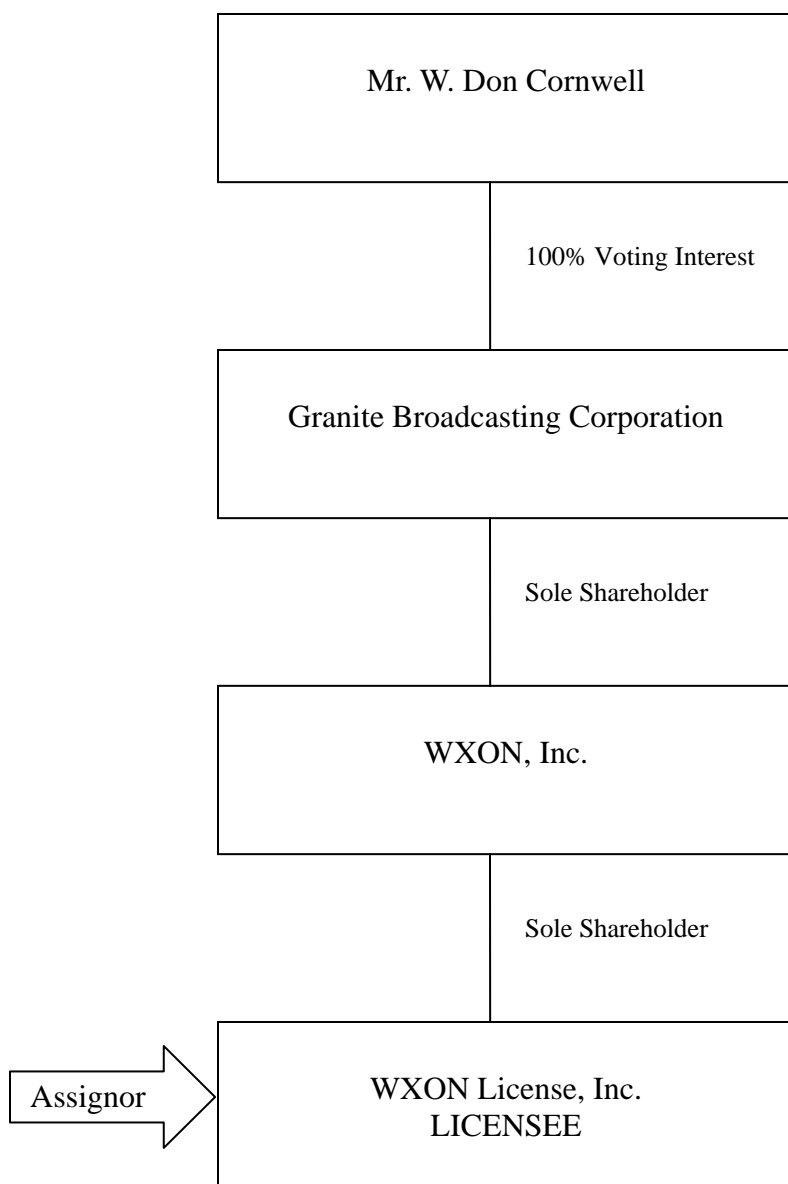 Mr. W. Don Cornwell
100% Voting Interest
Granite Broadcasting Corporation
Sole Shareholder
WXON, Inc.
Sole Shareholder
Assignor
WXON License, Inc.
LICENSEE